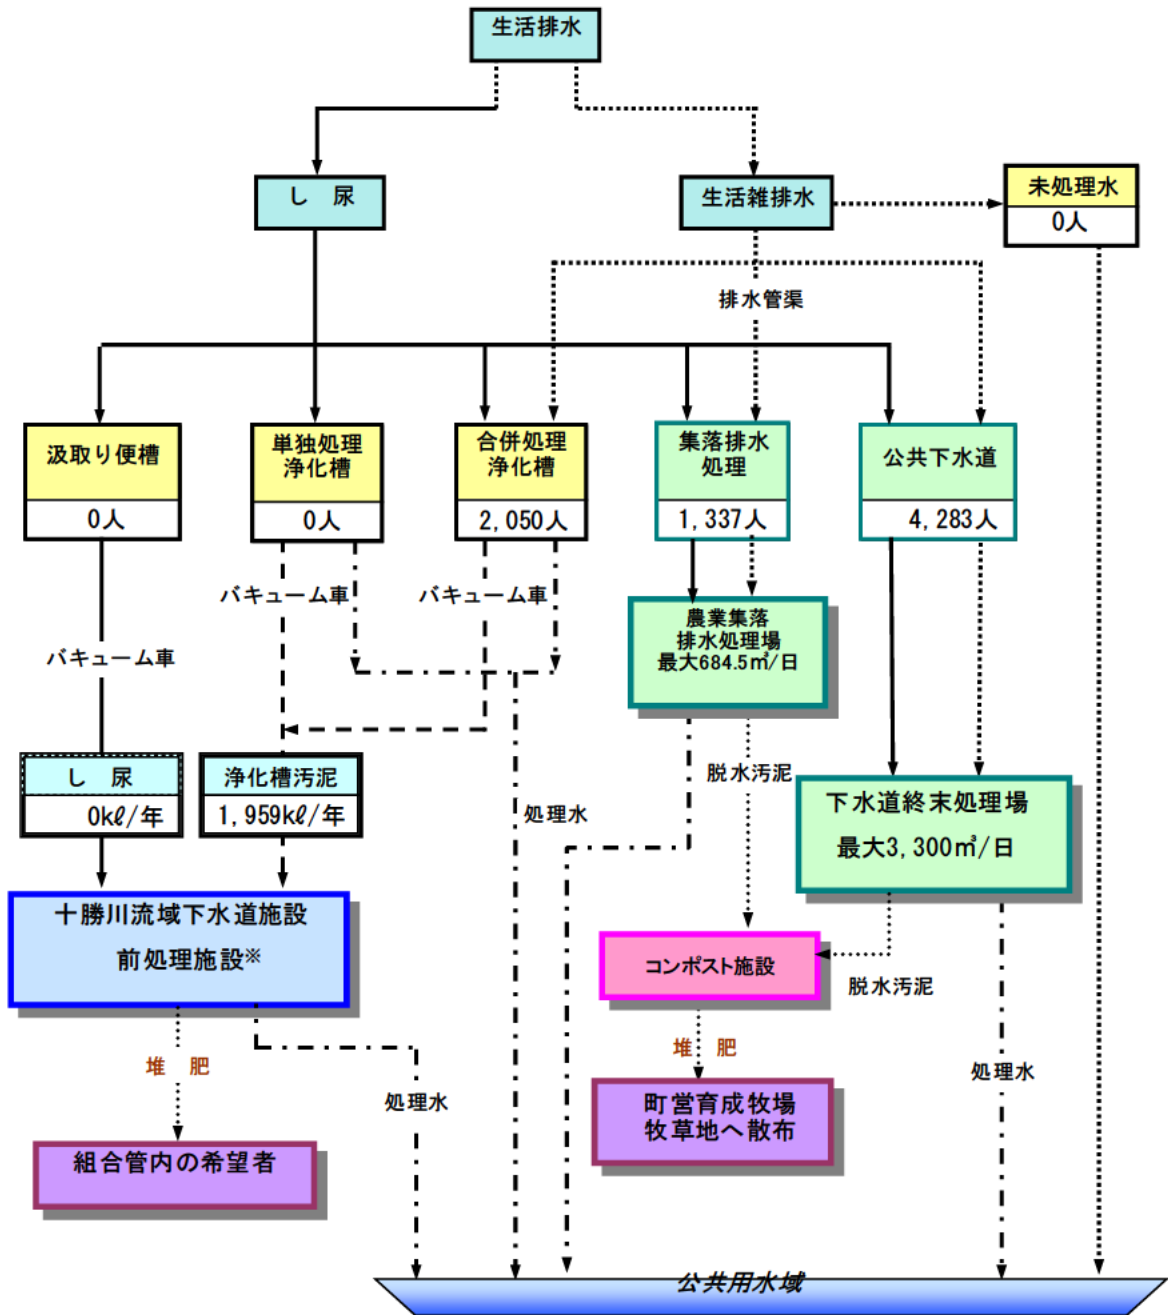 生活排水
し　尿
生活雑排水
未処理水
0人
排水管渠
汲取り便槽
0人
単独処理
浄化槽
0人
合併処理
浄化槽
2,050人
集落排水
処理
1,337人
公共下水道
4,283人
バキューム車
バキューム車
バキューム車
農業集落
排水処理場
最大684.5㎥/日
し　尿
0kℓ/年
浄化槽汚泥
1,959kℓ/年
処理水
脱水汚泥
下水道終末処理場
最大3,300㎥/日
十勝川流域下水道施設
前処理施設※
コンポスト施設
脱水汚泥
堆　肥
堆　肥
処理水
処理水
町営育成牧場
牧草地へ散布
組合管内の希望者
公共用水域